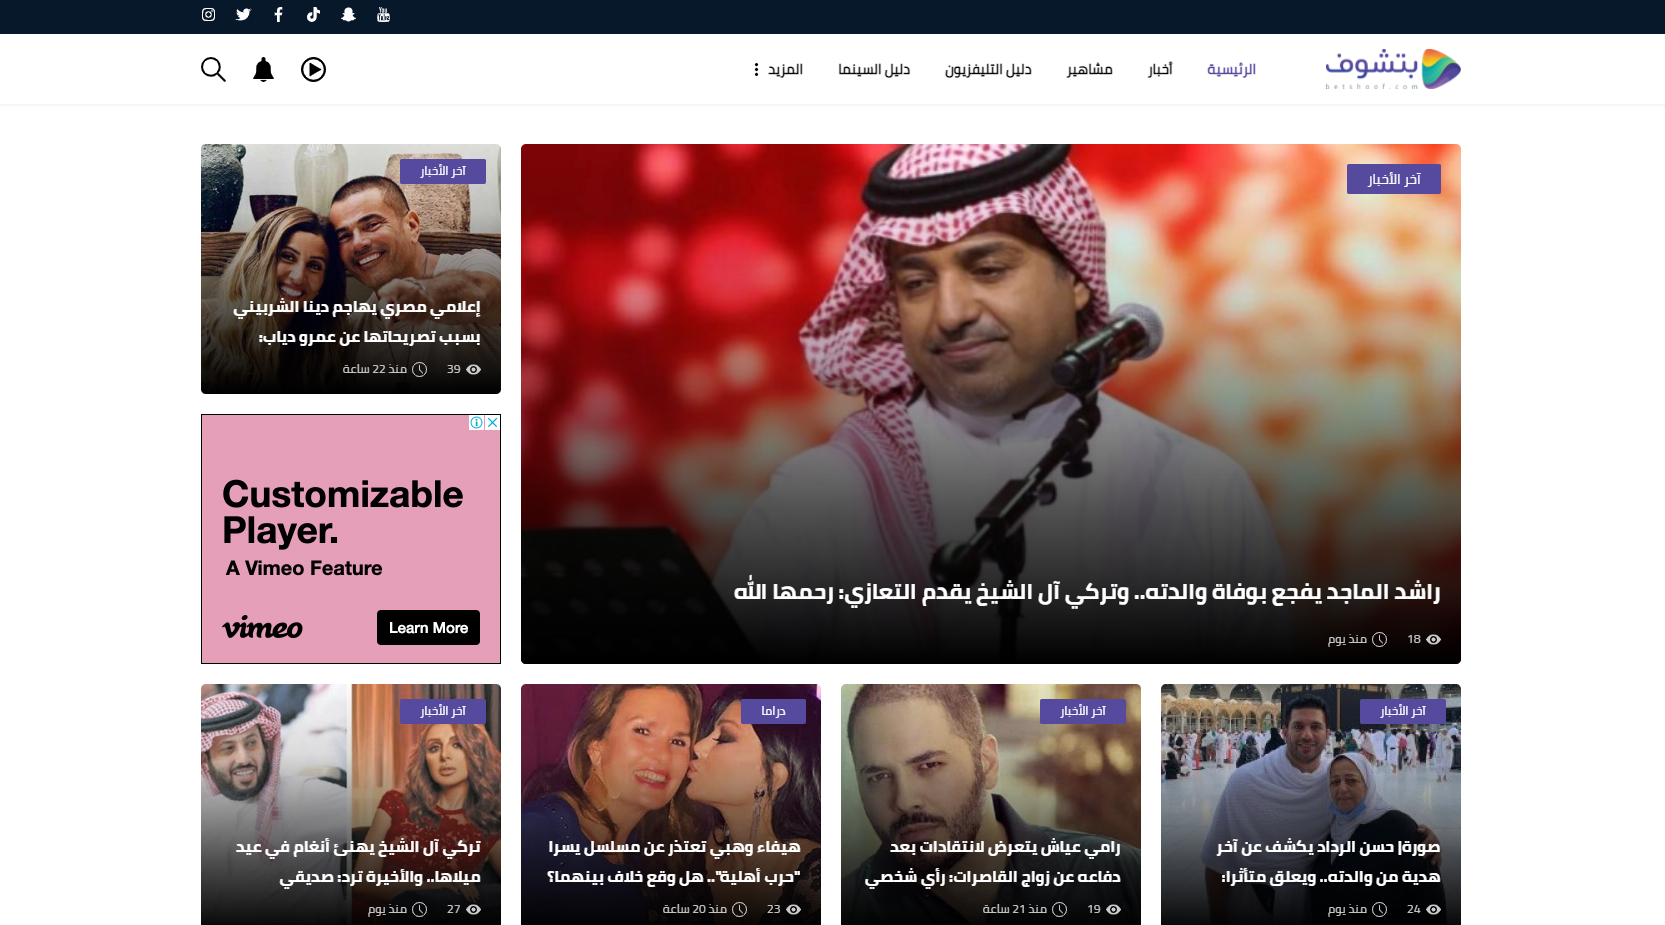 بتشوف
betshoof.com
الرئيسية
أخبار
مشاهير
دليل التليفزيون
دليل السينما
المزيد
آخر الأخبار
راشد الماجد يفجع بوفاة والدته.. وتركي آل الشيخ يقدم التعازي: رحمها الله
18 منذ يوم
آخر الأخبار
إعلامي مصري يهاجم دينا الشربيني
بسبب تصريحاتها عن عمرو دياب:
39 منذ 22 ساعة
Customizable
Player.
A Vimeo Feature
vimeo
Learn More
آخر الأخبار
صورة| حسن الرداد يكشف عن آخر
هدية من والدته.. ويعلق متأثرا:
24 منذ يوم
آخر الأخبار
رامي عياش يتعرض لانتقادات بعد
دفاعه عن زواج القاصرات: رأي شخصي
19 منذ 21 ساعة
دراما
هيفاء وهبي تعتذر عن مسلسل يسرا
"حرب أهلية".. هل وقع خلاف بينهما؟
23 منذ 20 ساعة
آخر الأخبار
تركي آل الشيخ يهنئ أنغام في عيد
ميلاها.. والأخيرة ترد: صديقي
27 منذ يوم